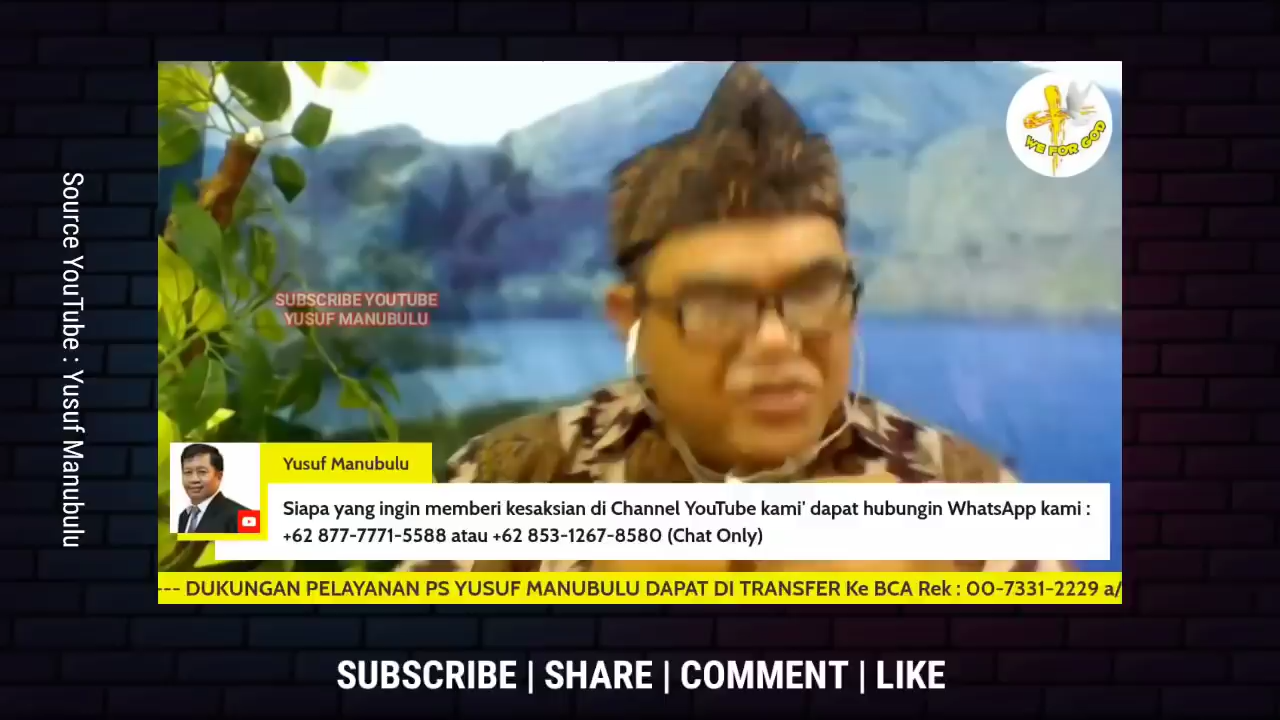 Source YouTube : Yusuf Manubulu
WE FOR GOD
SUBSCRIBE YOUTUBE
YUSUF MANUBULU
Yusuf Manubulu
Siapa yang ingin memberi kesaksian di Channel YouTube kami' dapat hubungin WhatsApp kami :
+62 877-7771-5588 atau +62 853-1267-8580 (Chat Only)
--- DUKUNGAN PELAYANAN PS YUSUF MANUBULU DAPAT DI TRANSFER Ke BCA Rek : 00-7331-2229 a/
SUBSCRIBE | SHARE | COMMENT | LIKE